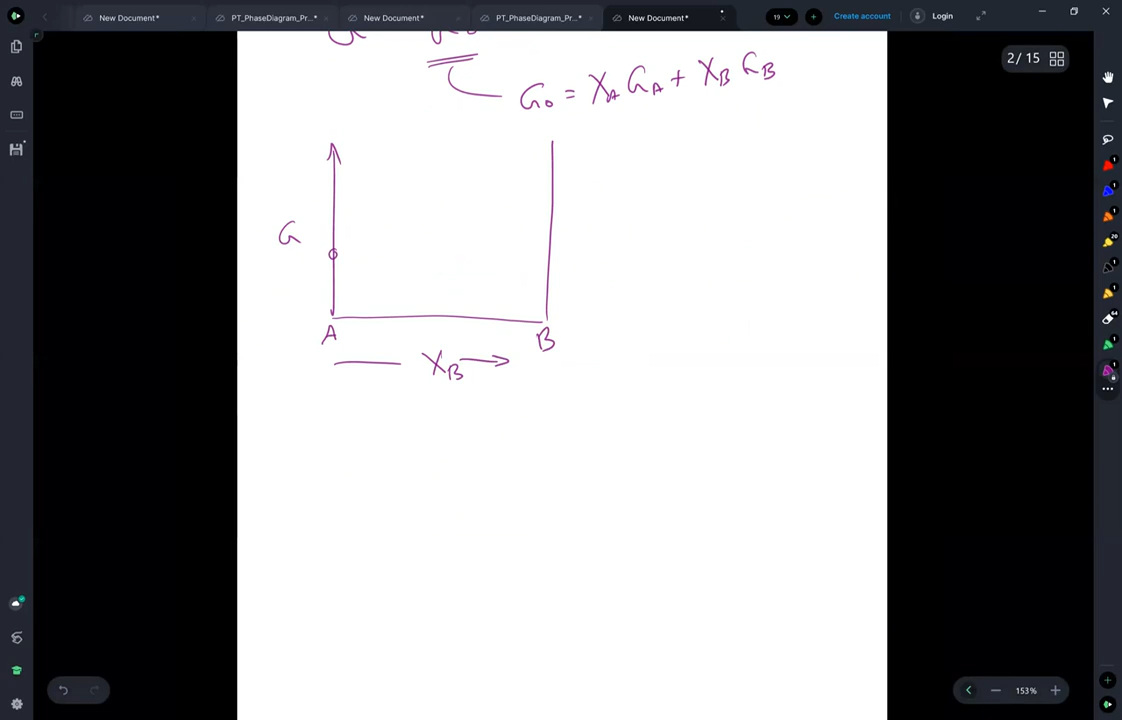 New Document*
PT_PhaseDiagram_Pr...*
New Document*
PT_PhaseDiagram_Pr...*
New Document*
19
Create account
Login
2 / 15
G₀ = X_A G_A + X_B G_B
G
A
B
X_B
153%